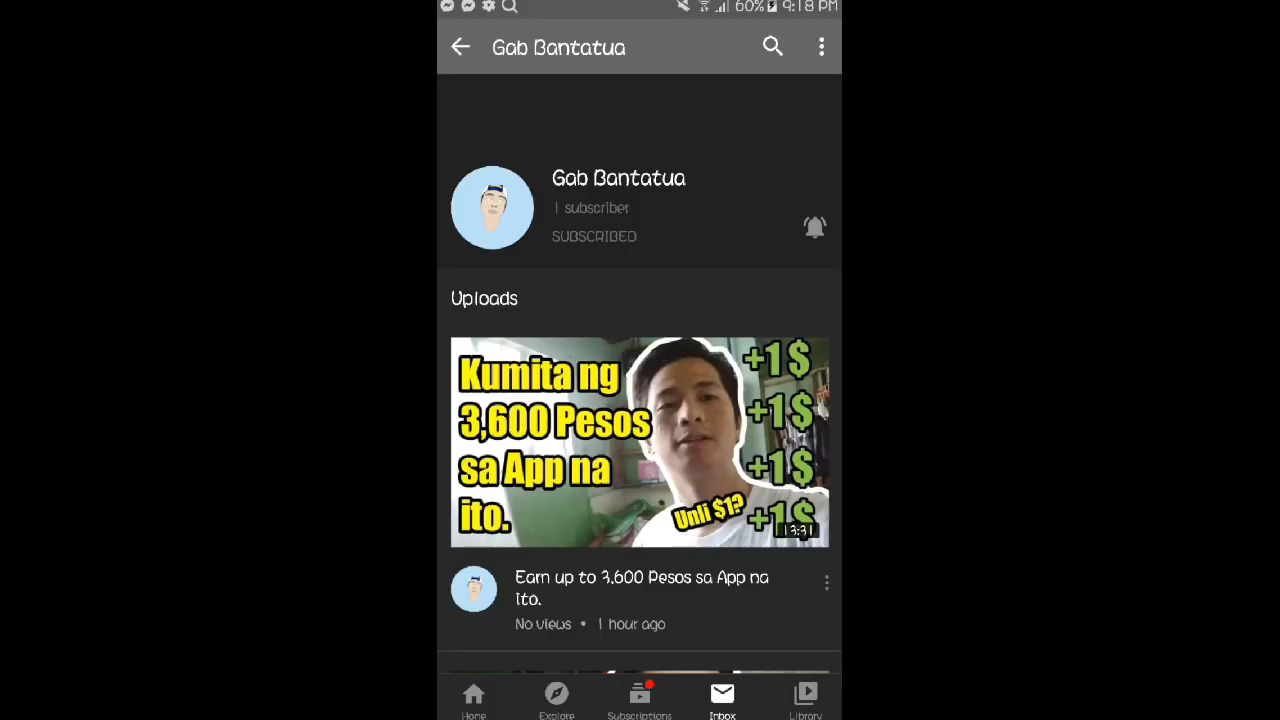 60% 9:18 PM
Gab Bantatua
Gab Bantatua
1 subscriber
SUBSCRIBED
Uploads
Kumita ng
3,600 Pesos
sa App na
ito.
+1 $
+1 $
+1 $
+1 $
Unli $1?
13:31
Earn up to 3,600 Pesos sa App na
ito.
No views • 1 hour ago
Home Explore Subscriptions Inbox Library